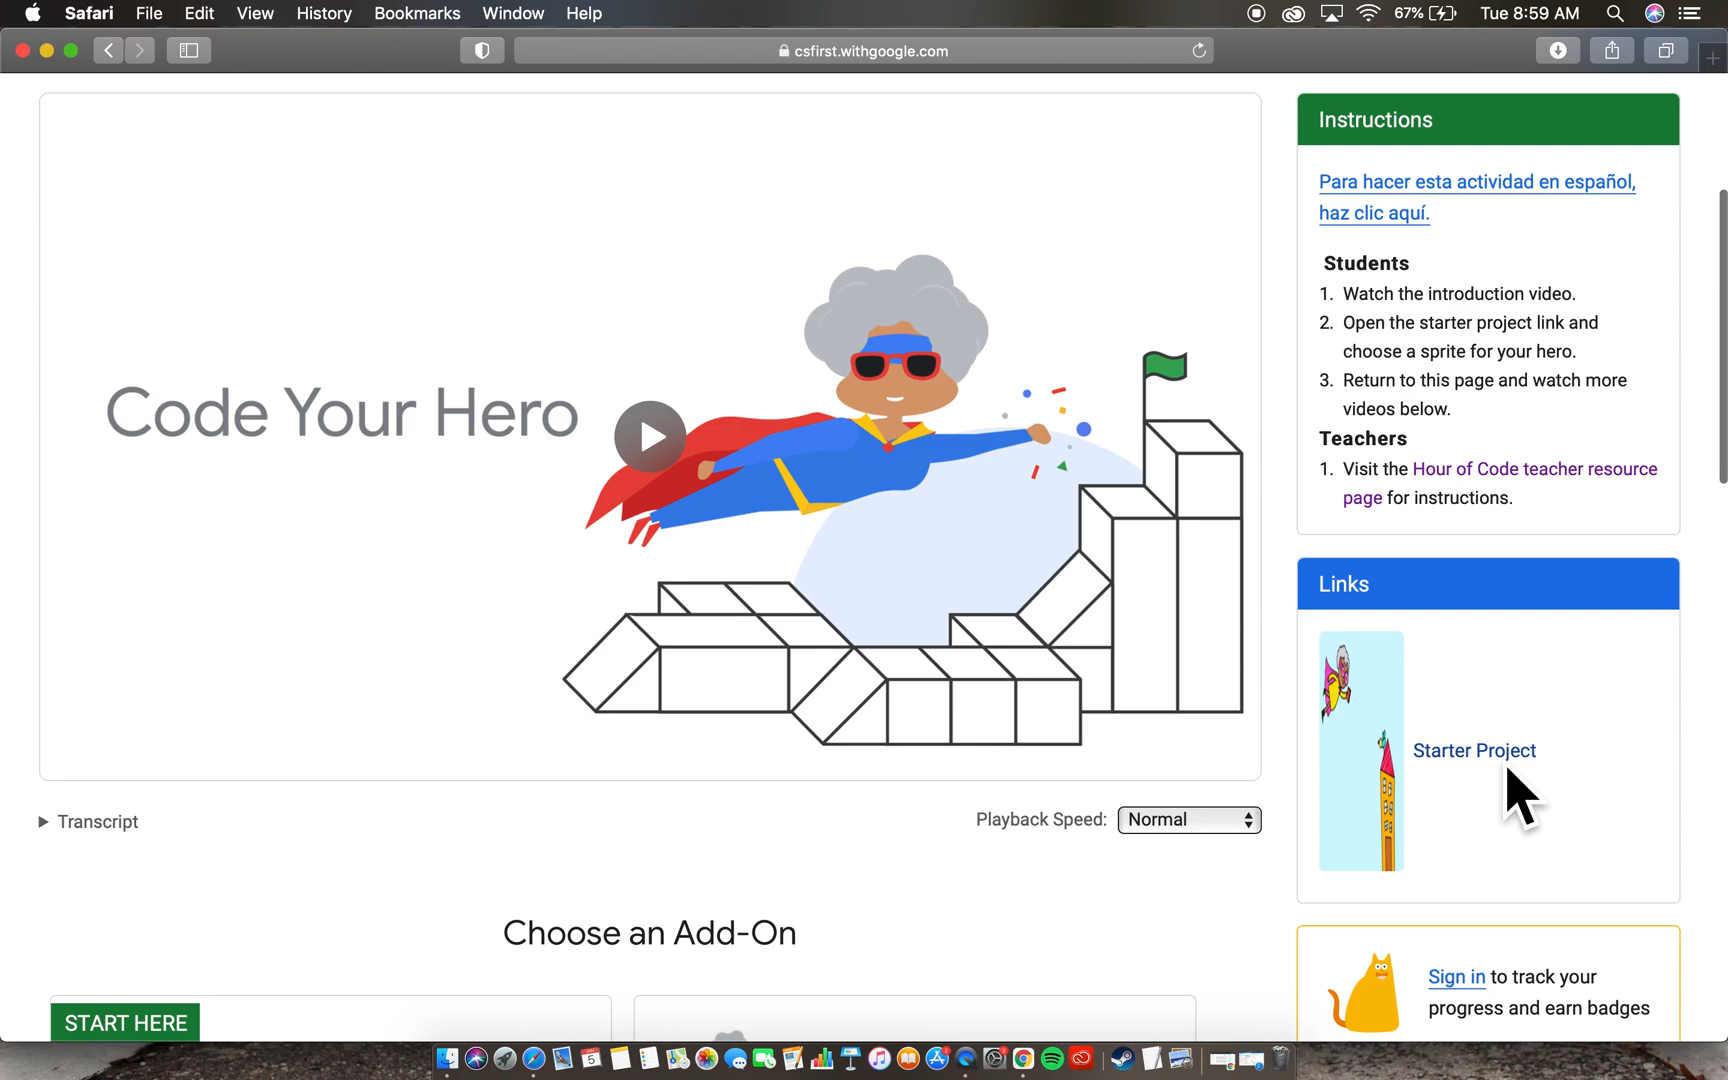 Safari File Edit View History Bookmarks Window Help 67% Tue 8:59 AM
csfirst.withgoogle.com
Code Your Hero
Transcript
Playback Speed: Normal
Choose an Add-On
START HERE
Instructions
Para hacer esta actividad en español,
haz clic aquí.
Students
1. Watch the introduction video.
2. Open the starter project link and
choose a sprite for your hero.
3. Return to this page and watch more
videos below.
Teachers
1. Visit the Hour of Code teacher resource
page for instructions.
Links
Starter Project
Sign in to track your
progress and earn badges